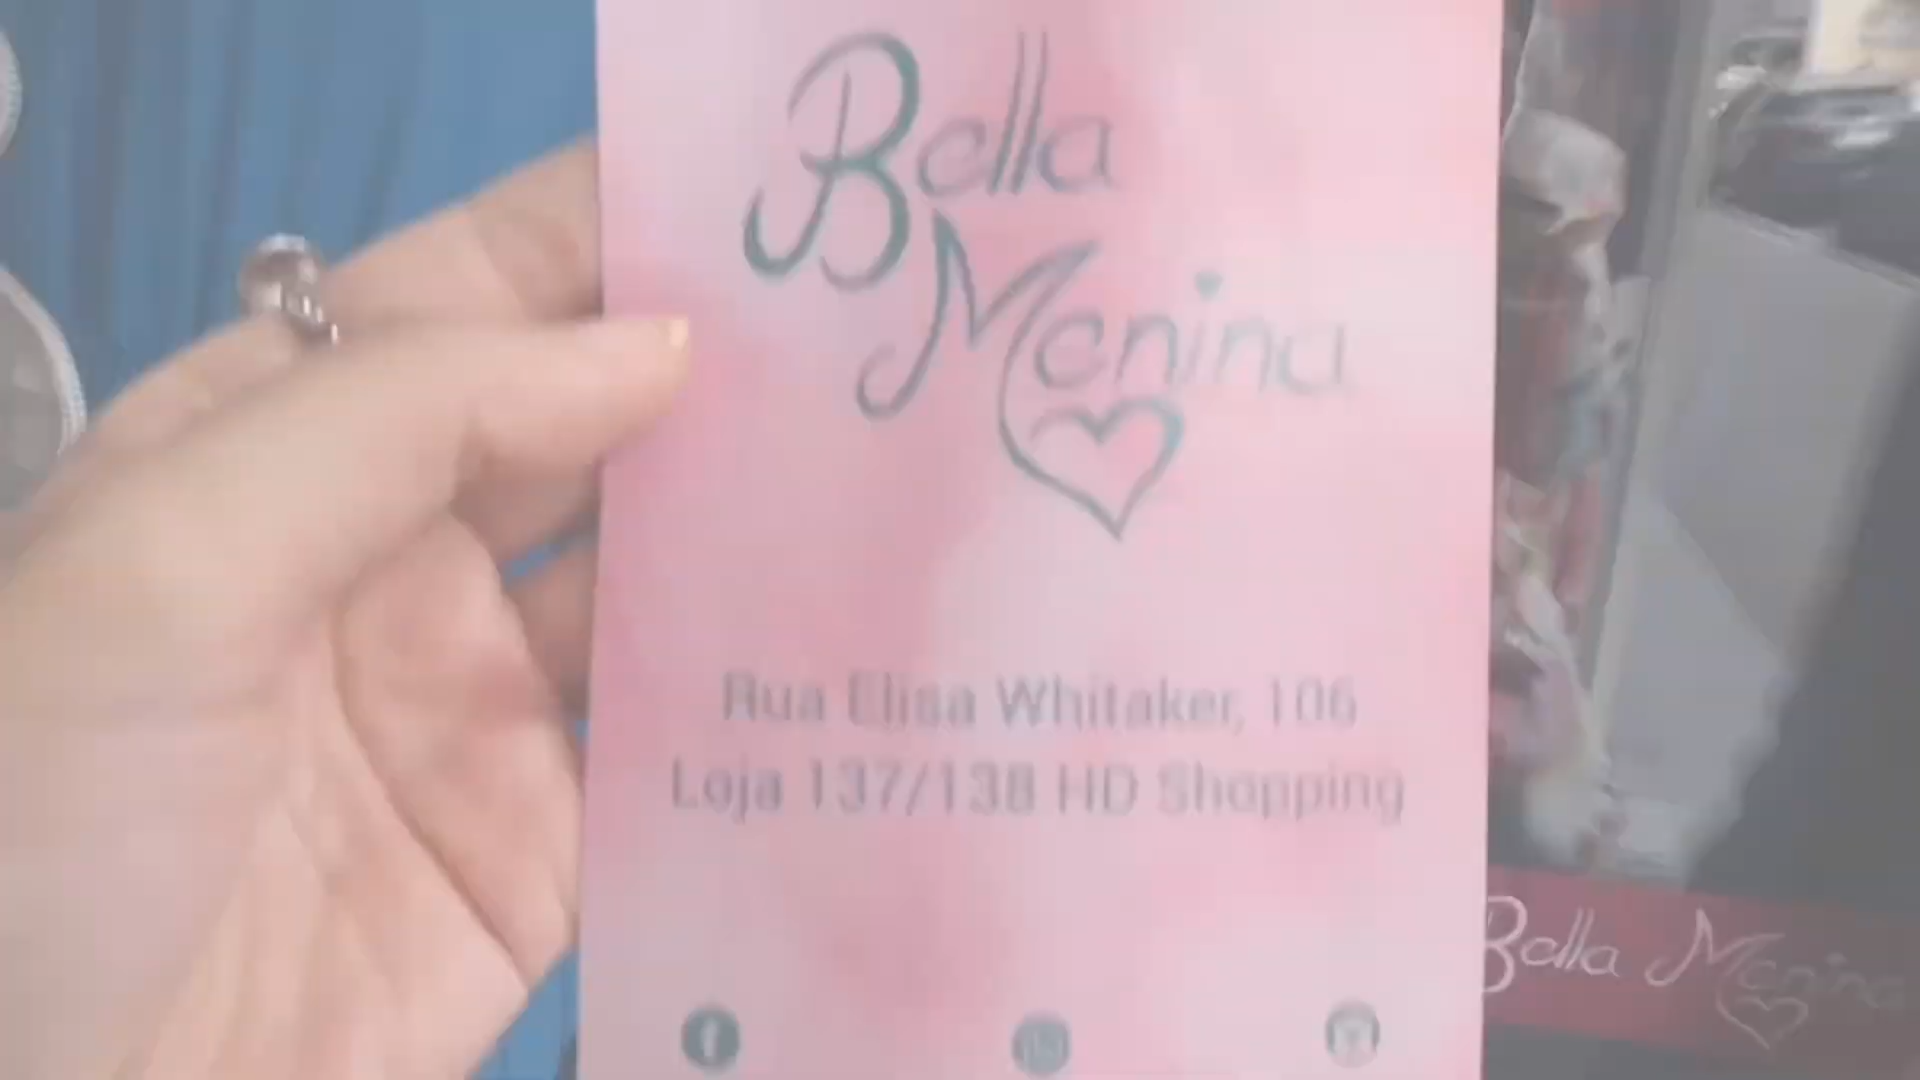 Bella
Menina
Rua Elisa Whitaker, 106
Loja 137/138 HD Shopping
Bella Menina